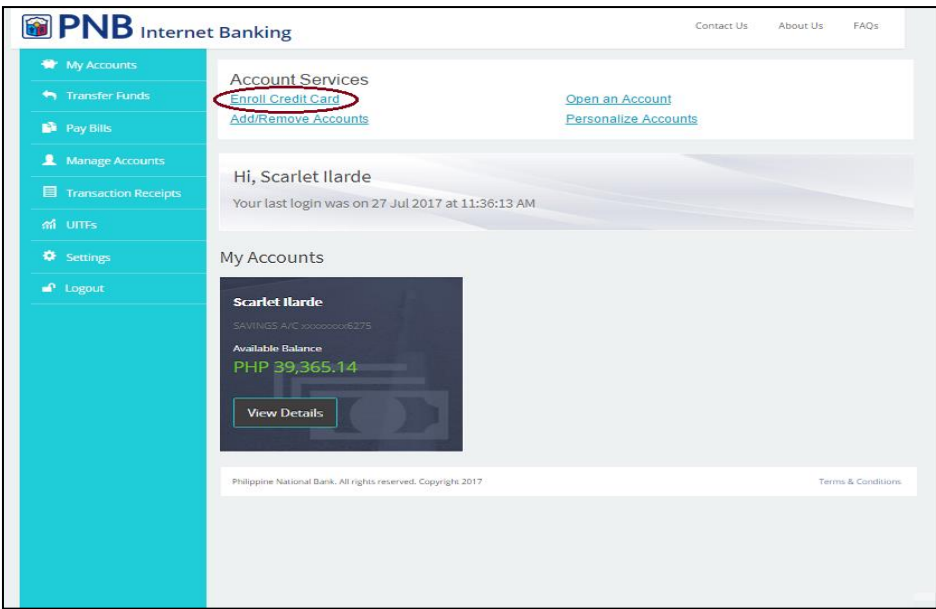 PNB Internet Banking
Contact Us About Us FAQs
My Accounts
Transfer Funds
Pay Bills
Manage Accounts
Transaction Receipts
UITFs
Settings
Logout
Account Services
Enroll Credit Card Open an Account
Add/Remove Accounts Personalize Accounts
Hi, Scarlet Ilarde
Your last login was on 27 Jul 2017 at 11:36:13 AM
My Accounts
Scarlet Ilarde
SAVINGS A/C xxxxxxxx6275
Available Balance
PHP 39,365.14
View Details
Philippine National Bank. All rights reserved. Copyright 2017 Terms & Conditions